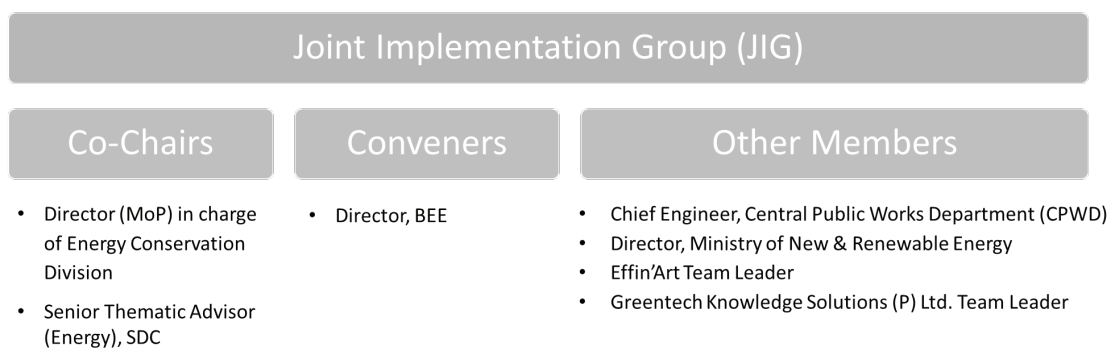 Joint Implementation Group (JIG)
Co-Chairs
• Director (MoP) in charge
of Energy Conservation
Division
• Senior Thematic Advisor
(Energy), SDC
Conveners
• Director, BEE
Other Members
• Chief Engineer, Central Public Works Department (CPWD)
• Director, Ministry of New & Renewable Energy
• Effin’Art Team Leader
• Greentech Knowledge Solutions (P) Ltd. Team Leader